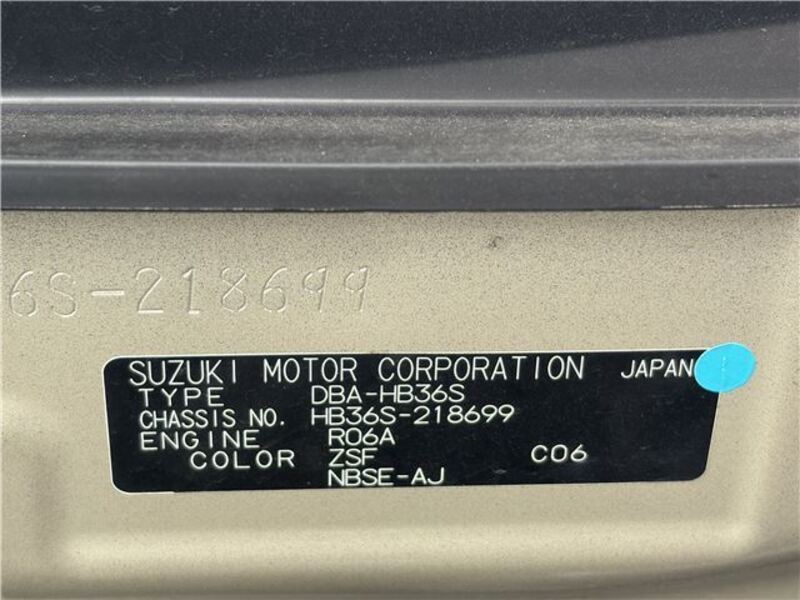 6S-218699
SUZUKI MOTOR CORPORATION JAPAN
TYPE DBA-HB36S
CHASSIS NO. HB36S-218699
ENGINE R06A
COLOR ZSF C06
NBSE-AJ